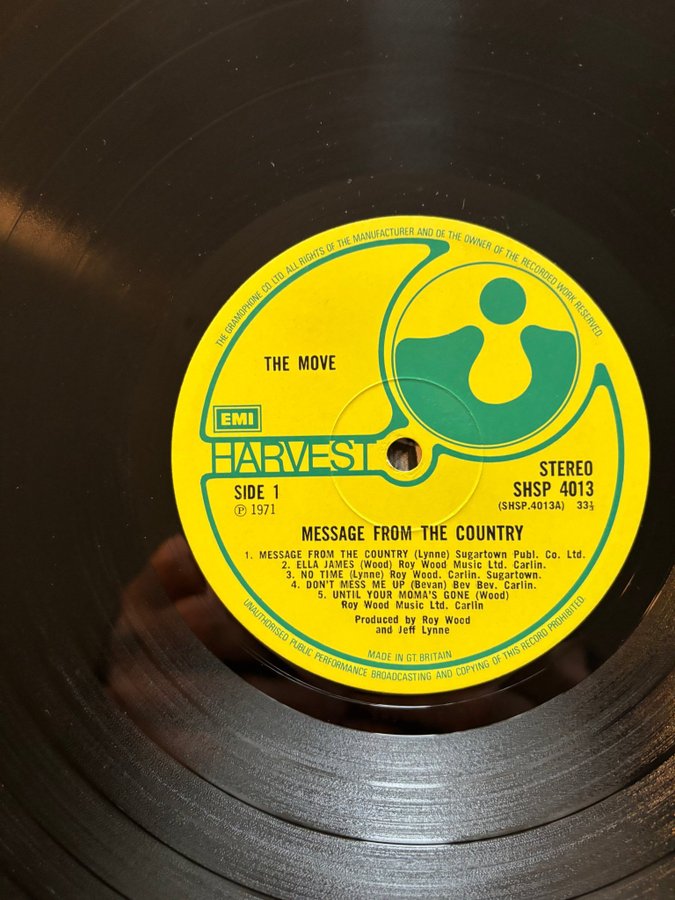 THE GRAMOPHONE CO LTD. ALL RIGHTS OF THE MANUFACTURER AND OF THE OWNER OF THE RECORDED WORK RESERVED.
THE MOVE
EMI
HARVEST
STEREO
SIDE 1
SHSP 4013
Ⓟ 1971
(SHSP.4013A) 33⅓
MESSAGE FROM THE COUNTRY
1. MESSAGE FROM THE COUNTRY (Lynne) Sugartown Publ. Co. Ltd.
2. ELLA JAMES (Wood) Roy Wood Music Ltd. Carlin.
3. NO TIME (Lynne) Roy Wood. Carlin. Sugartown.
4. DON'T MESS ME UP (Bevan) Bev Bev. Carlin.
5. UNTIL YOUR MOMA'S GONE (Wood)
Roy Wood Music Ltd. Carlin
Produced by Roy Wood
and Jeff Lynne
MADE IN GT BRITAIN
UNAUTHORISED PUBLIC PERFORMANCE BROADCASTING AND COPYING OF THIS RECORD PROHIBITED.